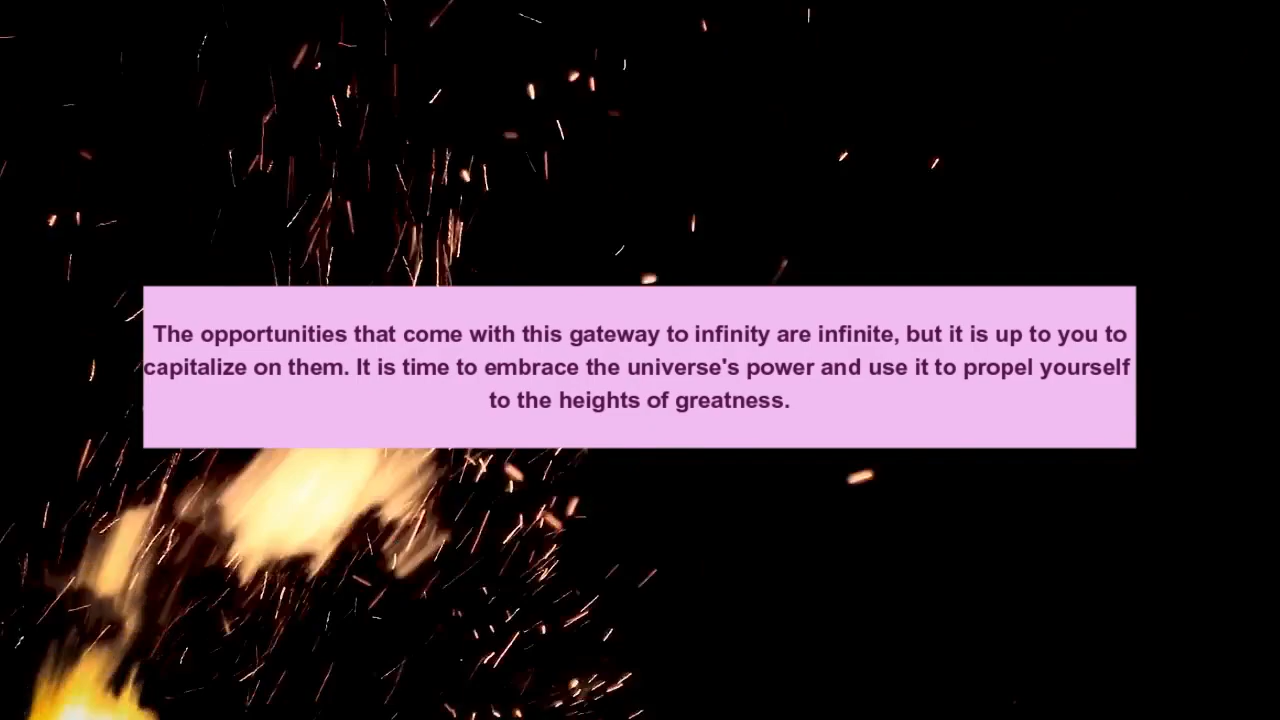 The opportunities that come with this gateway to infinity are infinite, but it is up to you to
capitalize on them. It is time to embrace the universe's power and use it to propel yourself
to the heights of greatness.